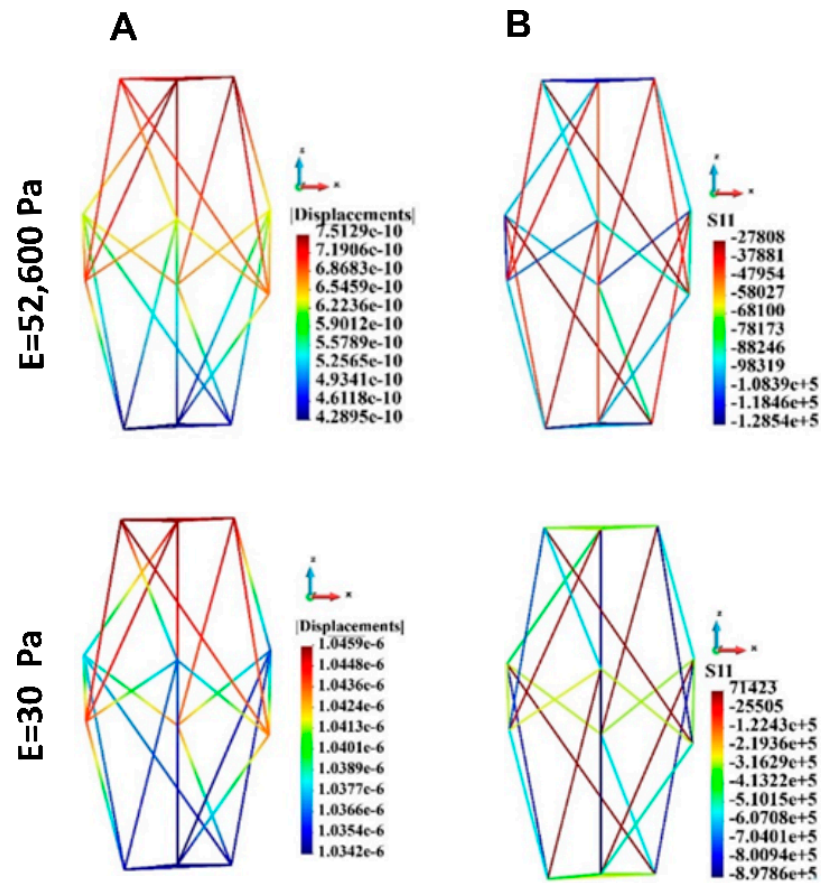 A
B
E=52,600 Pa
z
x
|Displacements|
7.5129e-10
7.1906e-10
6.8683e-10
6.5459e-10
6.2236e-10
5.9012e-10
5.5789e-10
5.2565e-10
4.9341e-10
4.6118e-10
4.2895e-10
z
x
S11
-27808
-37881
-47954
-58027
-68100
-78173
-88246
-98319
-1.0839e+5
-1.1846e+5
-1.2854e+5
E=30 Pa
z
x
|Displacements|
1.0459e-6
1.0448e-6
1.0436e-6
1.0424e-6
1.0413e-6
1.0401e-6
1.0389e-6
1.0377e-6
1.0366e-6
1.0354e-6
1.0342e-6
z
x
S11
71423
-25505
-1.2243e+5
-2.1936e+5
-3.1629e+5
-4.1322e+5
-5.1015e+5
-6.0708e+5
-7.0401e+5
-8.0094e+5
-8.9786e+5